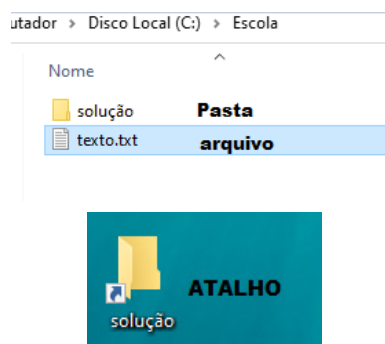 utador > Disco Local (C:) > Escola
Nome
solução Pasta
texto.txt arquivo
ATALHO
solução